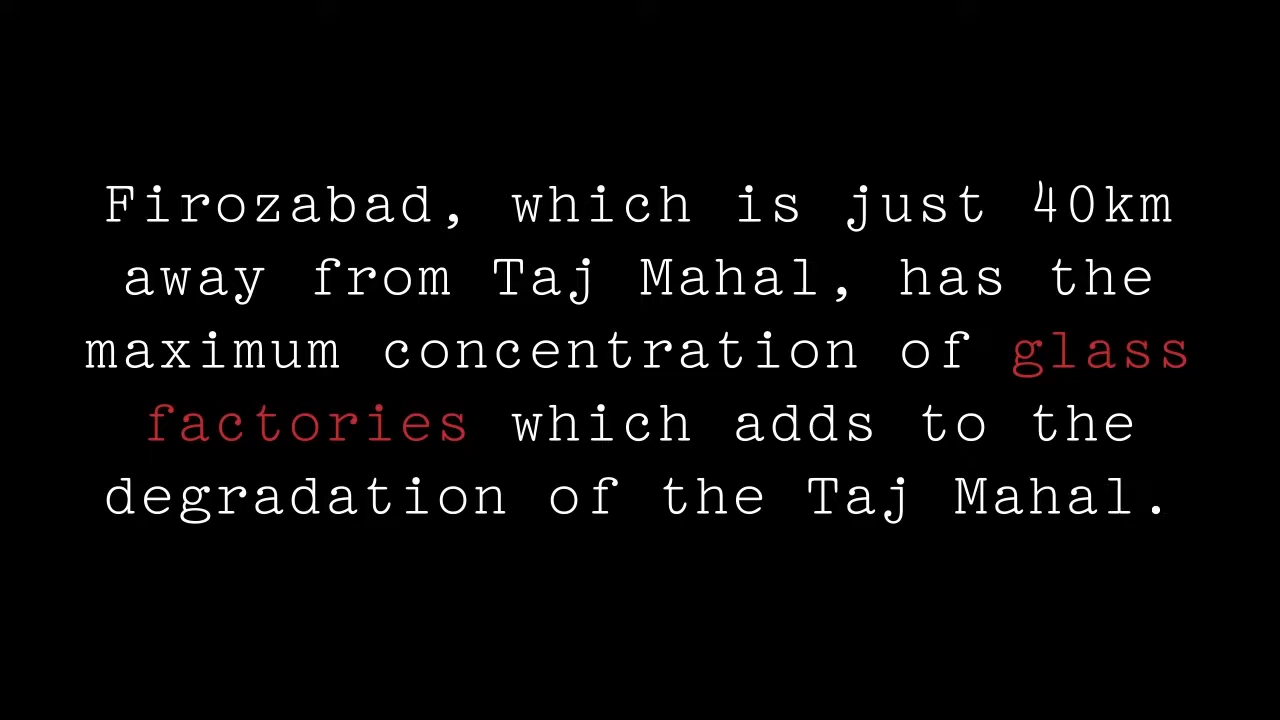 Firozabad, which is just 40km
away from Taj Mahal, has the
maximum concentration of glass
factories which adds to the
degradation of the Taj Mahal.